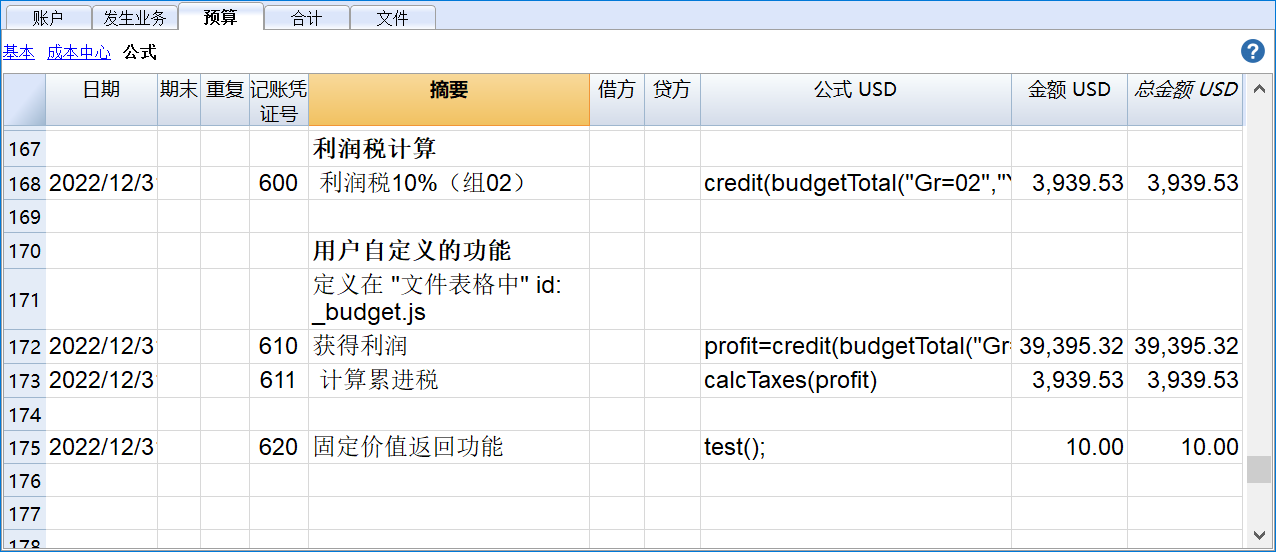 账户 发生业务 预算 合计 文件
基本 成本中心 公式 ?
日期 期末 重复 记账凭 摘要 借方 贷方 公式 USD 金额 USD 总金额 USD
证号
167 利润税计算
168 2022/12/31 600 利润税10%（组02） credit(budgetTotal("Gr=02","Y 3,939.53 3,939.53
169
170 用户自定义的功能
171 定义在 "文件表格中" id:
_budget.js
172 2022/12/31 610 获得利润 profit=credit(budgetTotal("Gr= 39,395.32 39,395.32
173 2022/12/31 611 计算累进税 calcTaxes(profit) 3,939.53 3,939.53
174
175 2022/12/31 620 固定价值返回功能 test(); 10.00 10.00
176
177
178